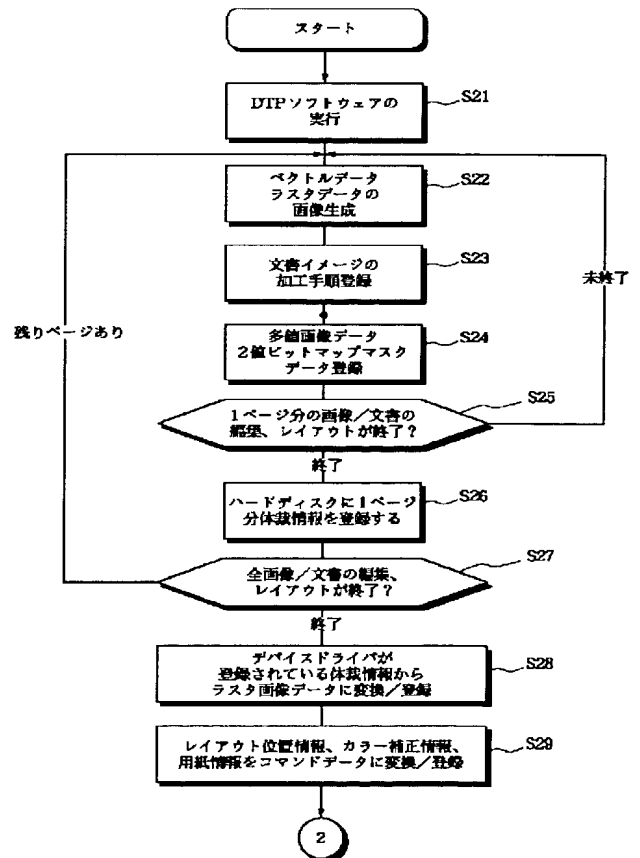 スタート
DTPソフトウェアの
実行
S21
ベクトルデータ
ラスタデータの
画像生成
S22
文書イメージの
加工手順登録
S23
未終了
残りページあり
多値画像データ
2値ビットマップマスク
データ登録
S24
1ページ分の画像／文書の
編集、レイアウトが終了？
S25
終了
ハードディスクに1ページ
分体裁情報を登録する
S26
全画像／文書の編集、
レイアウトが終了？
S27
終了
デバイスドライバが
登録されている体裁情報から
ラスタ画像データに変換／登録
S28
レイアウト位置情報、カラー補正情報、
用紙情報をコマンドデータに変換／登録
S29
2